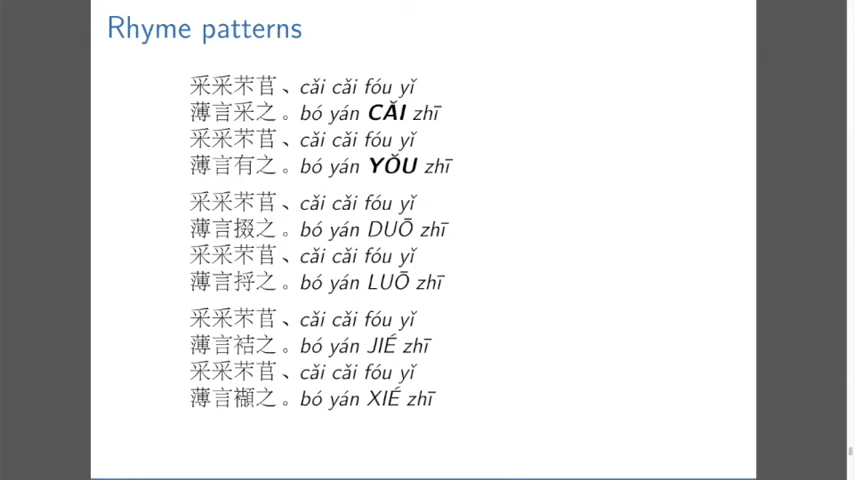 Rhyme patterns
采采芣苢、cǎi cǎi fóu yǐ
薄言采之。bó yán CǍI zhī
采采芣苢、cǎi cǎi fóu yǐ
薄言有之。bó yán YǑU zhī
采采芣苢、cǎi cǎi fóu yǐ
薄言掇之。bó yán DUŌ zhī
采采芣苢、cǎi cǎi fóu yǐ
薄言捋之。bó yán LUŌ zhī
采采芣苢、cǎi cǎi fóu yǐ
薄言袺之。bó yán JIÉ zhī
采采芣苢、cǎi cǎi fóu yǐ
薄言襭之。bó yán XIÉ zhī